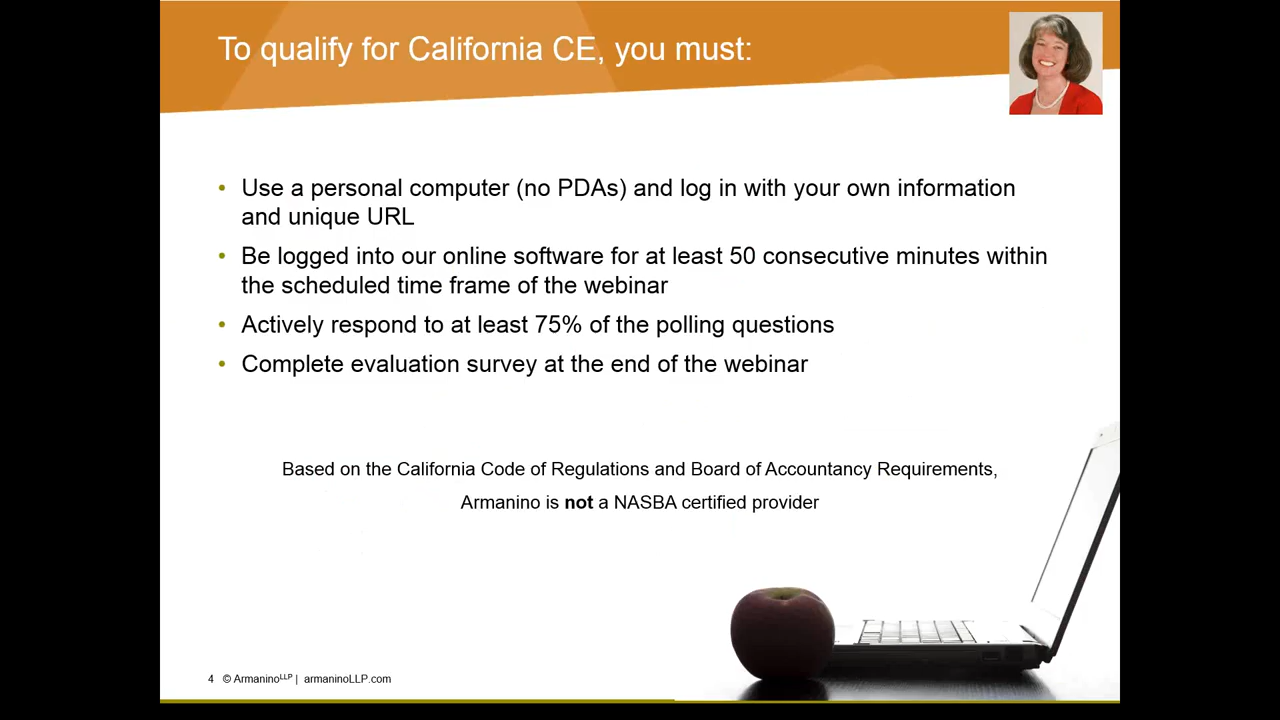 To qualify for California CE, you must:
• Use a personal computer (no PDAs) and log in with your own information
and unique URL
• Be logged into our online software for at least 50 consecutive minutes within
the scheduled time frame of the webinar
• Actively respond to at least 75% of the polling questions
• Complete evaluation survey at the end of the webinar
Based on the California Code of Regulations and Board of Accountancy Requirements,
Armanino is not a NASBA certified provider
4 © ArmaninoLLP | armaninoLLP.com